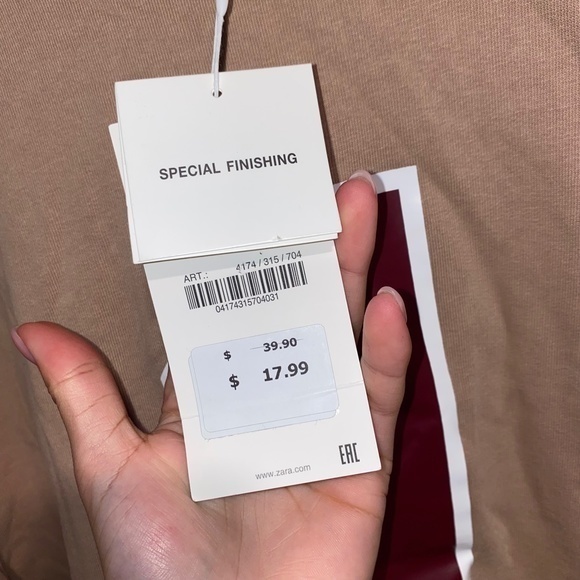 SPECIAL FINISHING
ART.: 4174 / 315 / 704
04174315704031
$ 39.90
$ 17.99
www.zara.com
EAC